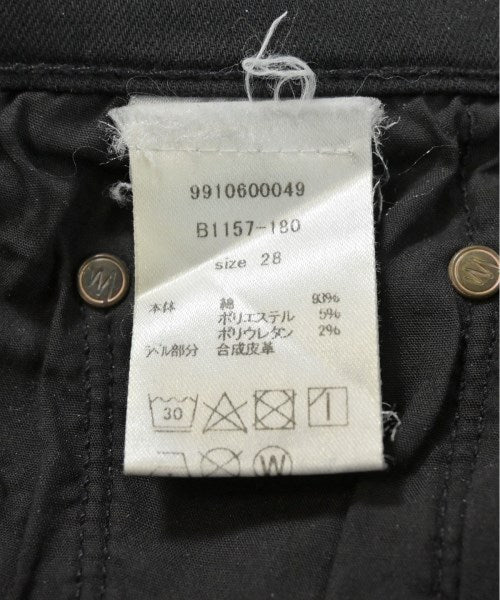 9910600049
B1157-180
size 28
本体 綿 93%
ポリエステル 5%
ポリウレタン 2%
ﾗﾍﾞﾙ部分 合成皮革
30
W
W
W